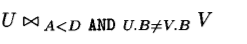 U ⋈ A<D AND U.B≠V.B V